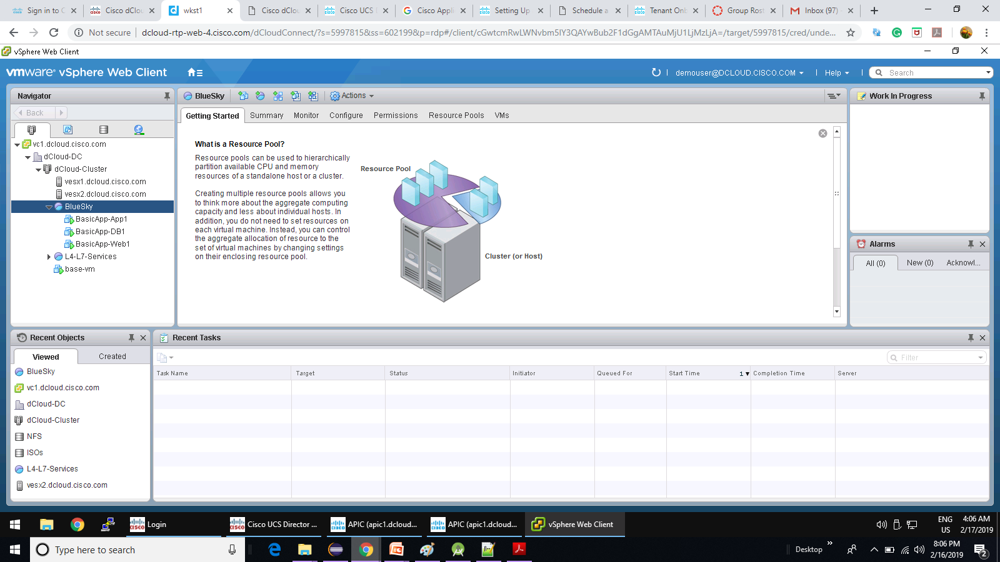 Sign in to C
Cisco dClou
wkst1
Cisco dClou
Cisco UCS
Cisco Appli
Setting Up
Schedule a
Tenant Onb
Group Rost
Inbox (97)
Not secure
dcloud-rtp-web-4.cisco.com/dCloudConnect/?s=5997815&ss=602199&p=rdp#/client/cGwtcmRwLWNvbm5lY3QAYwBub2F1dGgAMTAuMjU1LjMzLjA=/target/5997815/cred/unde...
vSphere Web Client
vmware® vSphere Web Client
demouser@DCLOUD.CISCO.COM
Help
Search
Navigator
Back
vc1.dcloud.cisco.com
dCloud-DC
dCloud-Cluster
vesx1.dcloud.cisco.com
vesx2.dcloud.cisco.com
BlueSky
BasicApp-App1
BasicApp-DB1
BasicApp-Web1
L4-L7-Services
base-vm
BlueSky
Actions
Getting Started
Summary
Monitor
Configure
Permissions
Resource Pools
VMs
What is a Resource Pool?
Resource pools can be used to hierarchically
partition available CPU and memory
resources of a standalone host or a cluster.
Creating multiple resource pools allows you
to think more about the aggregate computing
capacity and less about individual hosts. In
addition, you do not need to set resources on
each virtual machine. Instead, you can control
the aggregate allocation of resource to the
set of virtual machines by changing settings
on their enclosing resource pool.
Resource Pool
Cluster (or Host)
Work In Progress
Alarms
All (0)
New (0)
Acknowl...
Recent Objects
Viewed
Created
BlueSky
vc1.dcloud.cisco.com
dCloud-DC
dCloud-Cluster
NFS
ISOs
L4-L7-Services
vesx2.dcloud.cisco.com
Recent Tasks
Filter
Task Name
Target
Status
Initiator
Queued For
Start Time
1
Completion Time
Server
Login
Cisco UCS Director ...
APIC (apic1.dcloud...
APIC (apic1.dcloud...
vSphere Web Client
ENG
US
4:06 AM
2/17/2019
Type here to search
Desktop
8:06 PM
2/16/2019
2